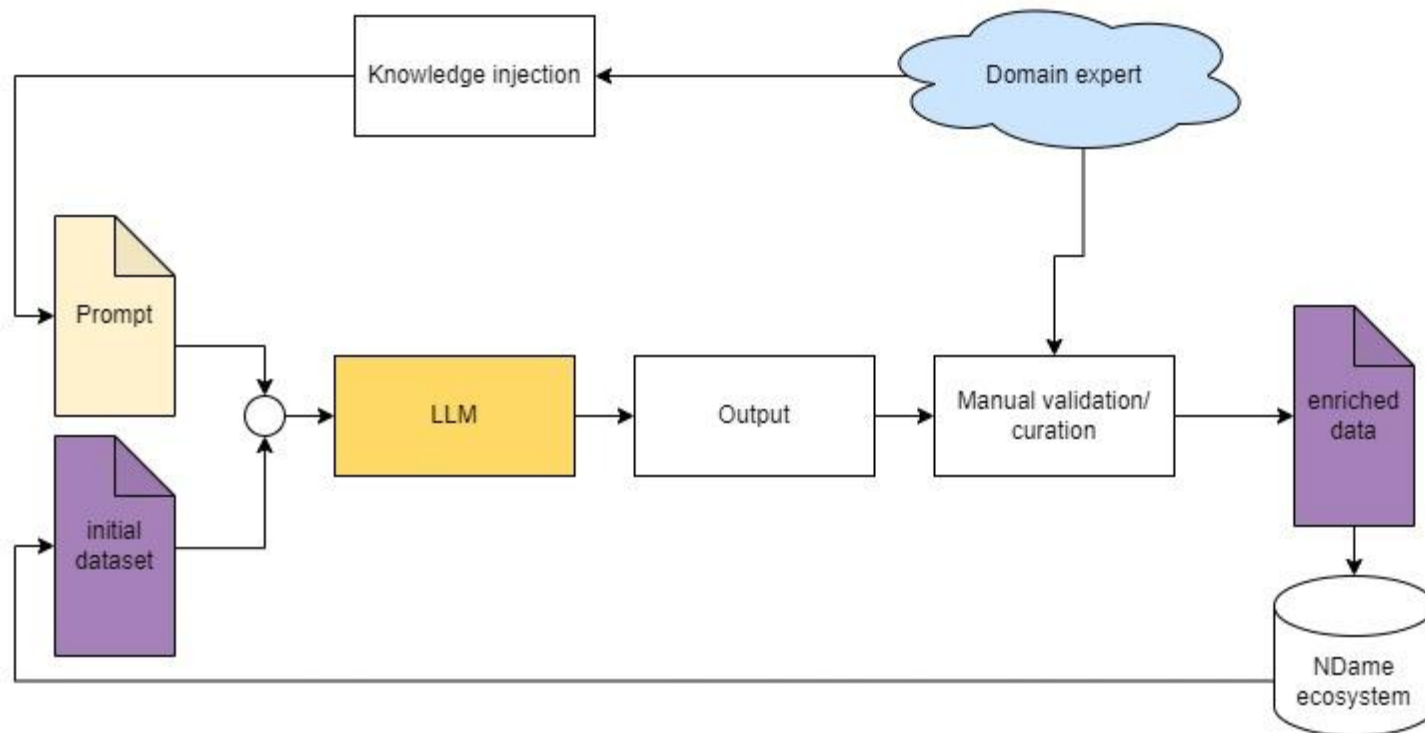 Knowledge injection
Domain expert
Prompt
LLM
Output
Manual validation/
curation
enriched
data
initial
dataset
NDame
ecosystem